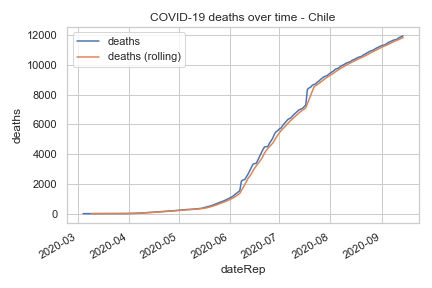 COVID-19 deaths over time - Chile
deaths
deaths (rolling)
12000
10000
8000
6000
4000
2000
0
deaths
2020-03
2020-04
2020-05
2020-06
2020-07
2020-08
2020-09
dateRep